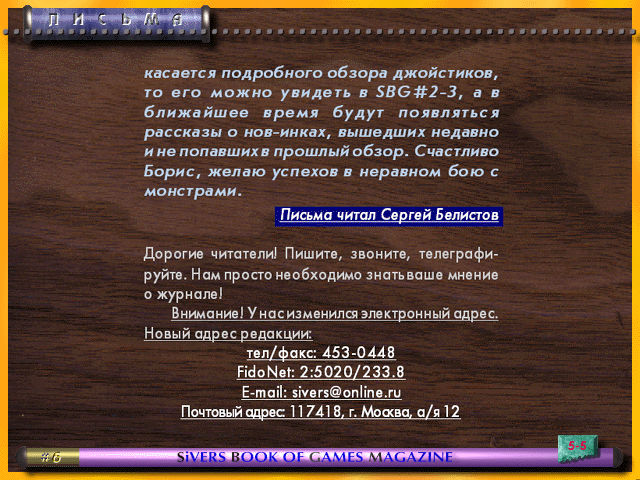 ПИСЬМА
касается подробного обзора джойстиков,
то его можно увидеть в SBG#2-3, а в
ближайшее время будут появляться
рассказы о нов-инках, вышедших недавно
и не попавших в прошлый обзор. Счастливо
Борис, желаю успехов в неравном бою с
монстрами.
Письма читал Сергей Белистов
Дорогие читатели! Пишите, звоните, телеграфи-
руйте. Нам просто необходимо знать ваше мнение
о журнале!
Внимание! У нас изменился электронный адрес.
Новый адрес редакции:
тел/факс: 453-0448
FidoNet: 2:5020/233.8
E-mail: sivers@online.ru
Почтовый адрес: 117418, г. Москва, а/я 12
#6
SiVERS BOOK OF GAMES MAGAZINE
5-5